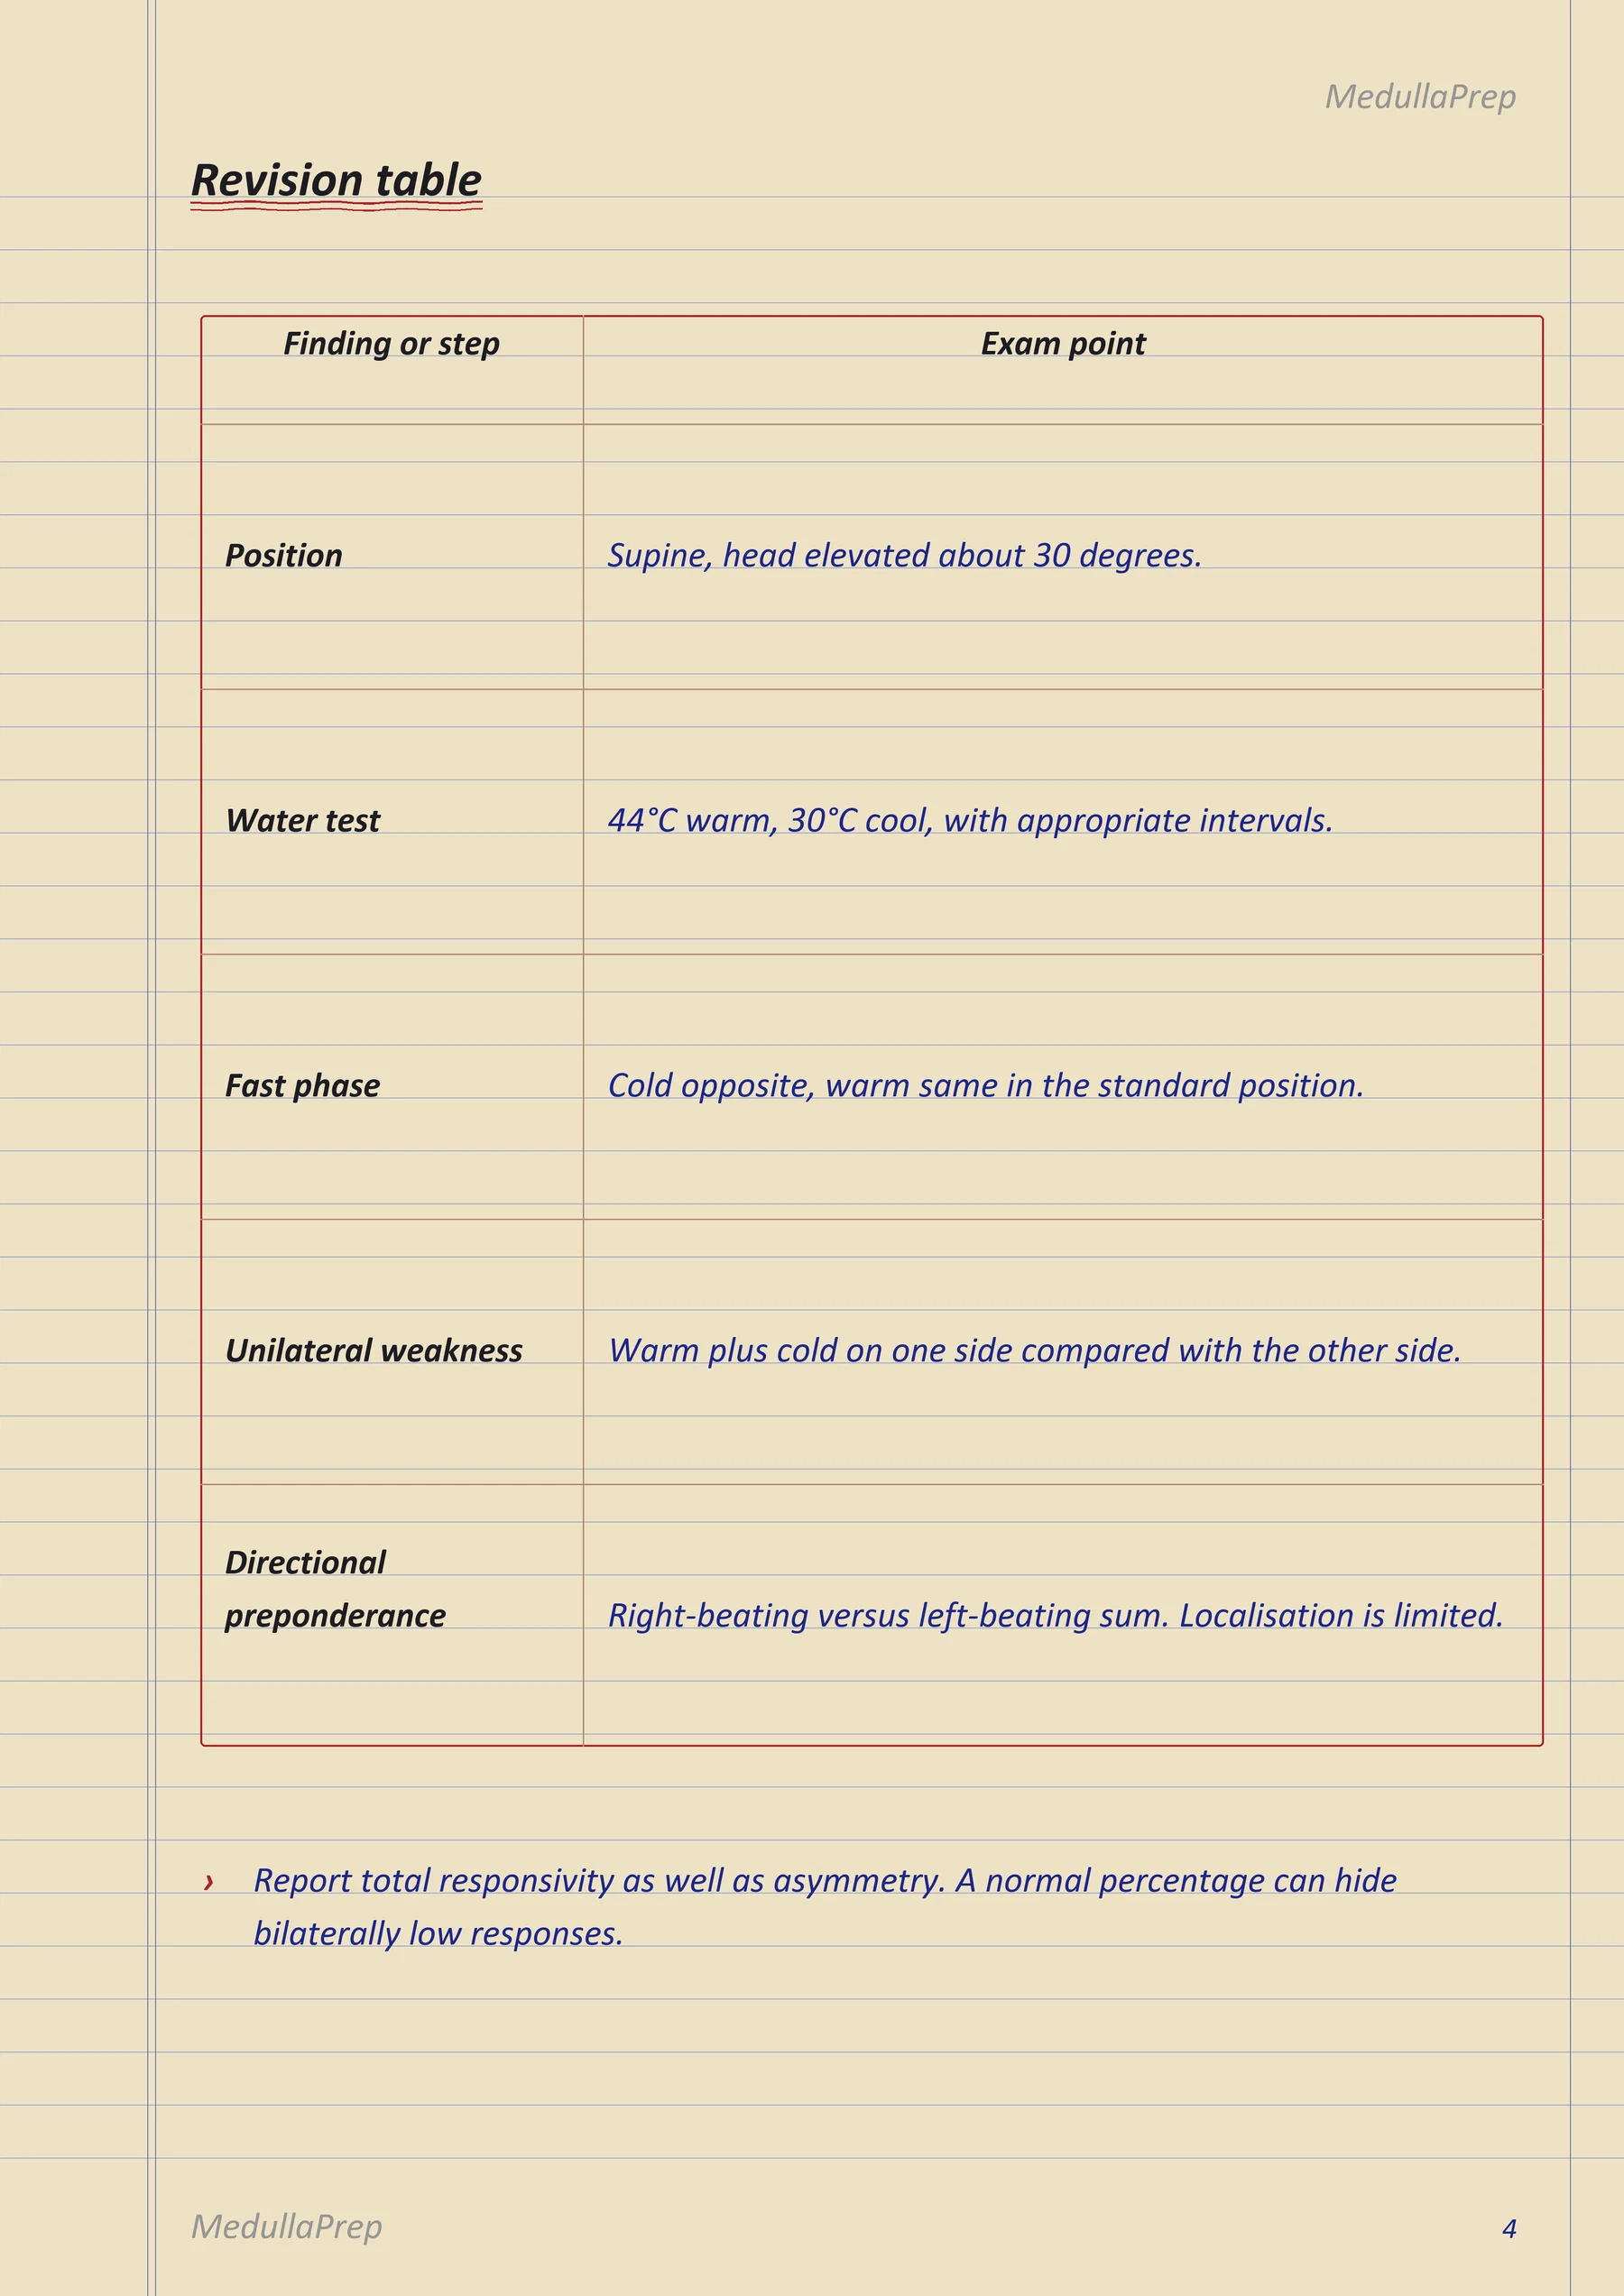 MedullaPrep
Revision table
Finding or step
Exam point
Position
Supine, head elevated about 30 degrees.
Water test
44°C warm, 30°C cool, with appropriate intervals.
Fast phase
Cold opposite, warm same in the standard position.
Unilateral weakness
Warm plus cold on one side compared with the other side.
Directional
preponderance
Right-beating versus left-beating sum. Localisation is limited.
› Report total responsivity as well as asymmetry. A normal percentage can hide
bilaterally low responses.
MedullaPrep
4